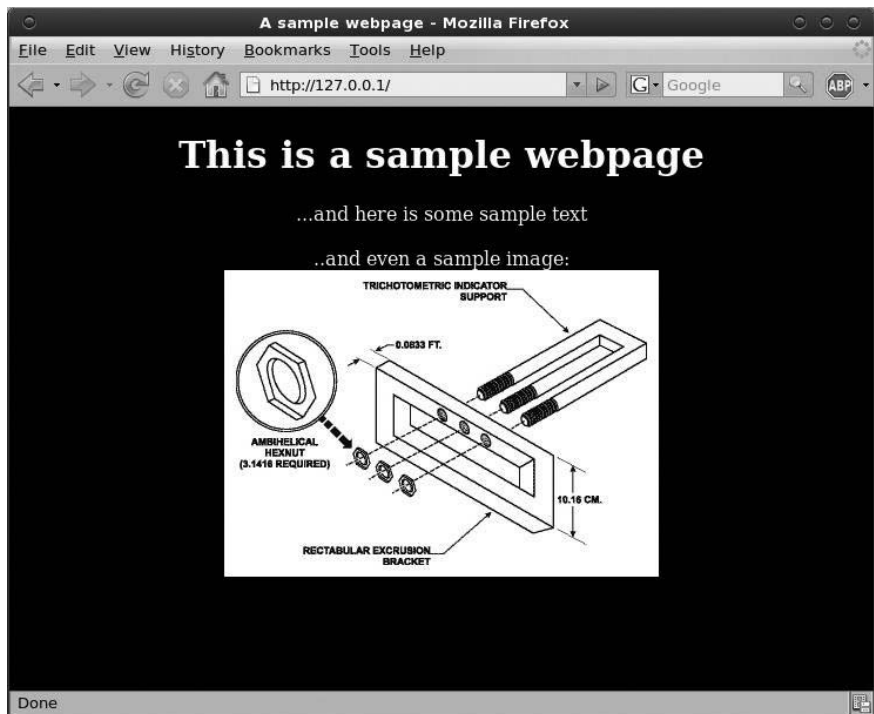 A sample webpage - Mozilla Firefox
File Edit View History Bookmarks Tools Help
http://127.0.0.1/ G Google ABP
This is a sample webpage
...and here is some sample text
..and even a sample image:
TRICHOTOMETRIC INDICATOR
SUPPORT
0.0833 FT.
AMBIHELICAL
HEXNUT
(3.1416 REQUIRED)
10.16 CM.
RECTABULAR EXCRUSION
BRACKET
Done